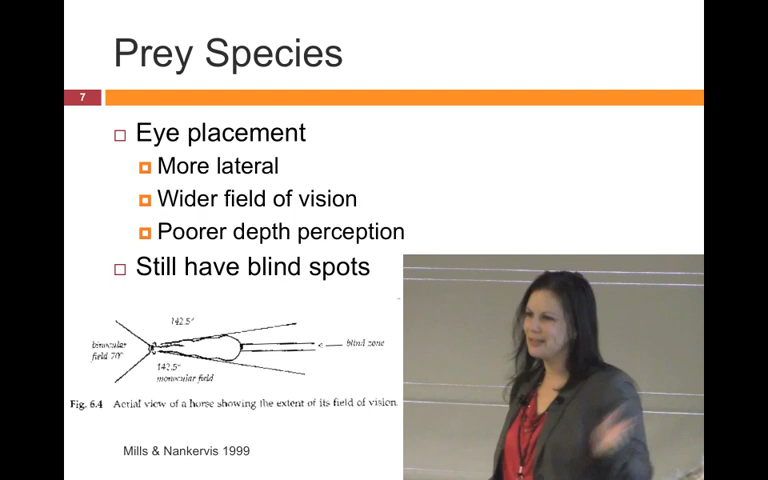 Prey Species
7
Eye placement
More lateral
Wider field of vision
Poorer depth perception
Still have blind spots
142.5°
binocular
field 70°
blind zone
142.5°
monocular field
Fig. 6.4 Aerial view of a horse showing the extent of its field of vision.
Mills & Nankervis 1999